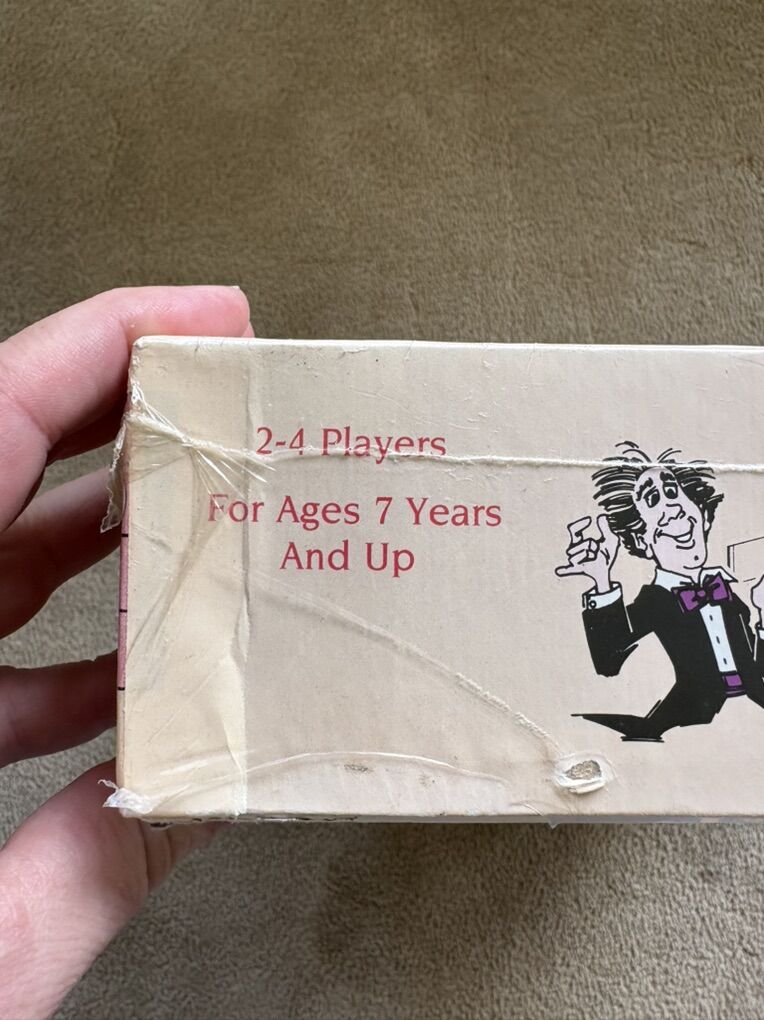 2-4 Players
For Ages 7 Years
And Up